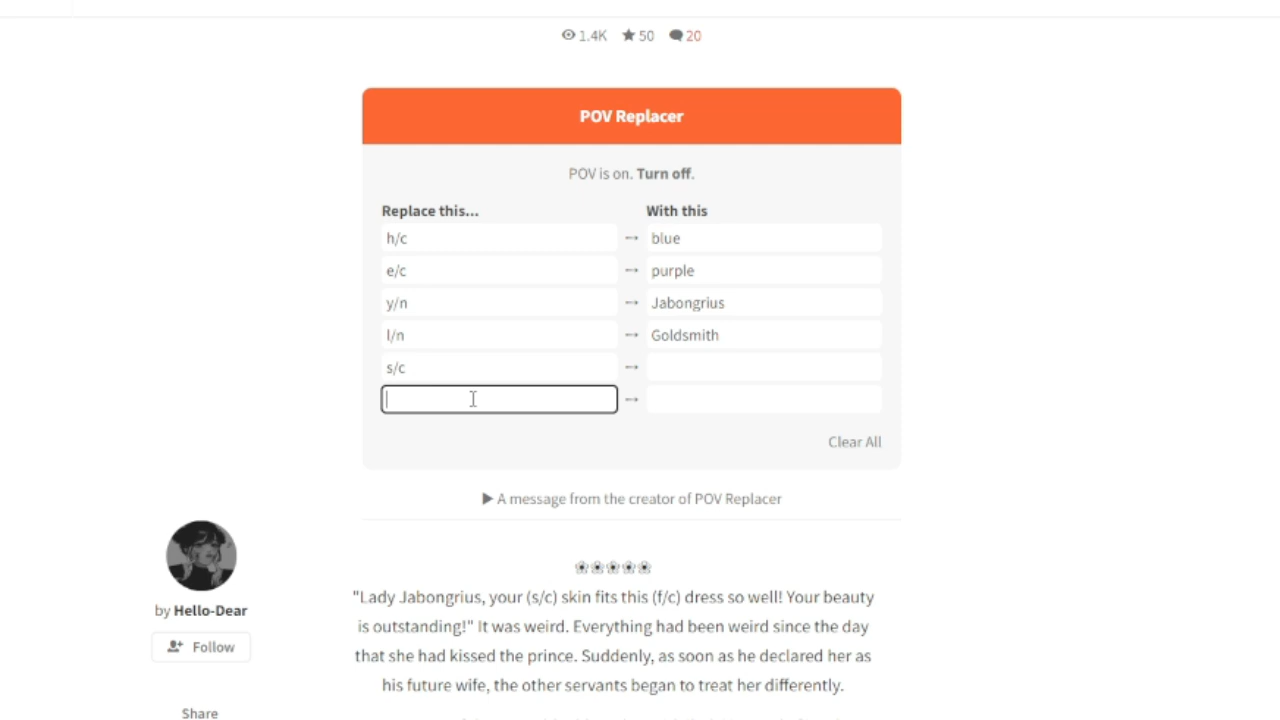 1.4K 50 20
POV Replacer
POV is on. Turn off.
Replace this... With this
h/c → blue
e/c → purple
y/n → Jabongrius
l/n → Goldsmith
s/c →
→
Clear All
▶ A message from the creator of POV Replacer
❀❀❀❀❀
"Lady Jabongrius, your (s/c) skin fits this (f/c) dress so well! Your beauty
is outstanding!" It was weird. Everything had been weird since the day
that she had kissed the prince. Suddenly, as soon as he declared her as
his future wife, the other servants began to treat her differently.
by Hello-Dear
Follow
Share